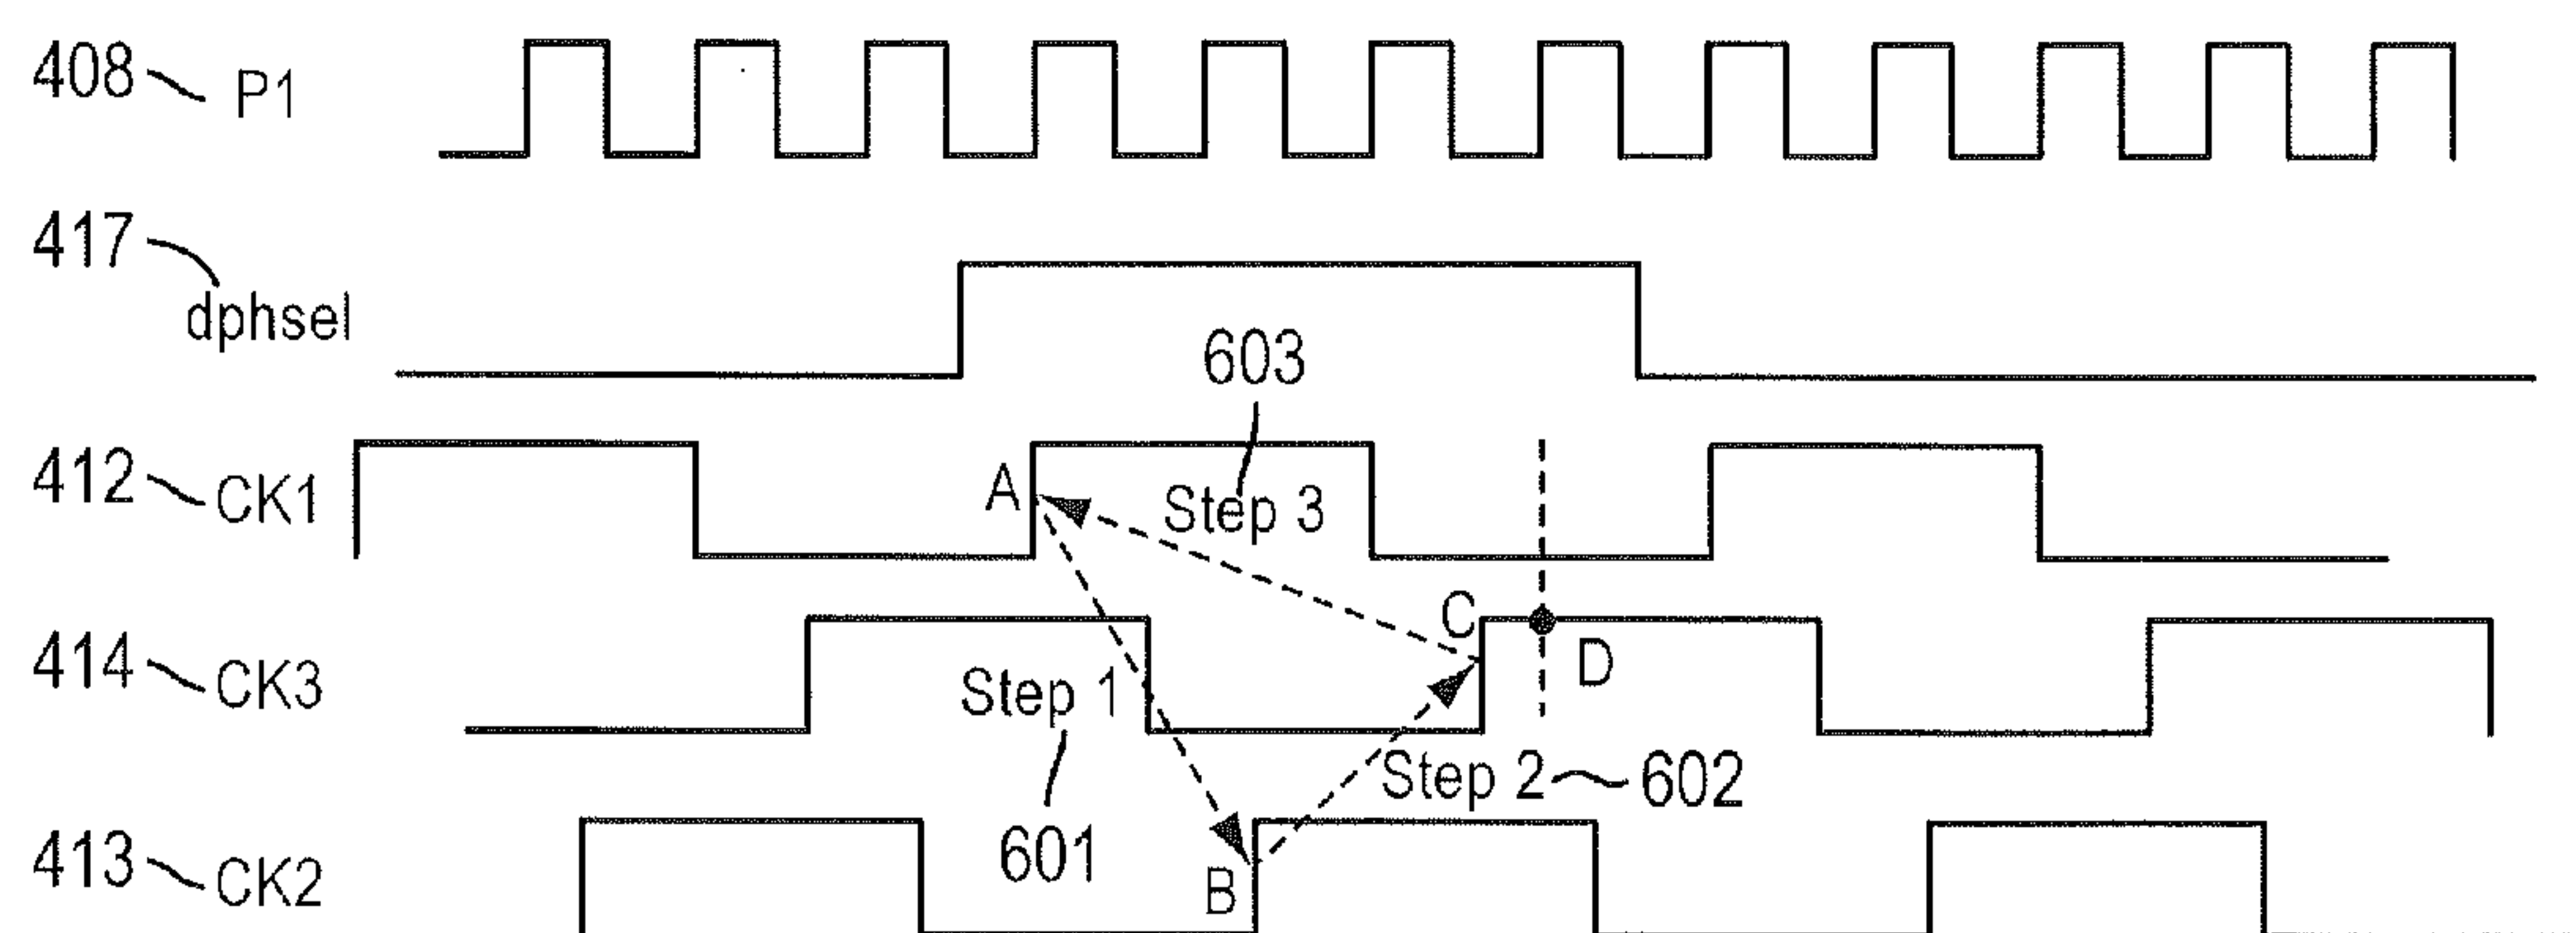 408
P1
417
dphsel
603
412
CK1
A
Step 3
414
CK3
C
D
Step 1
Step 2
602
601
413
CK2
B